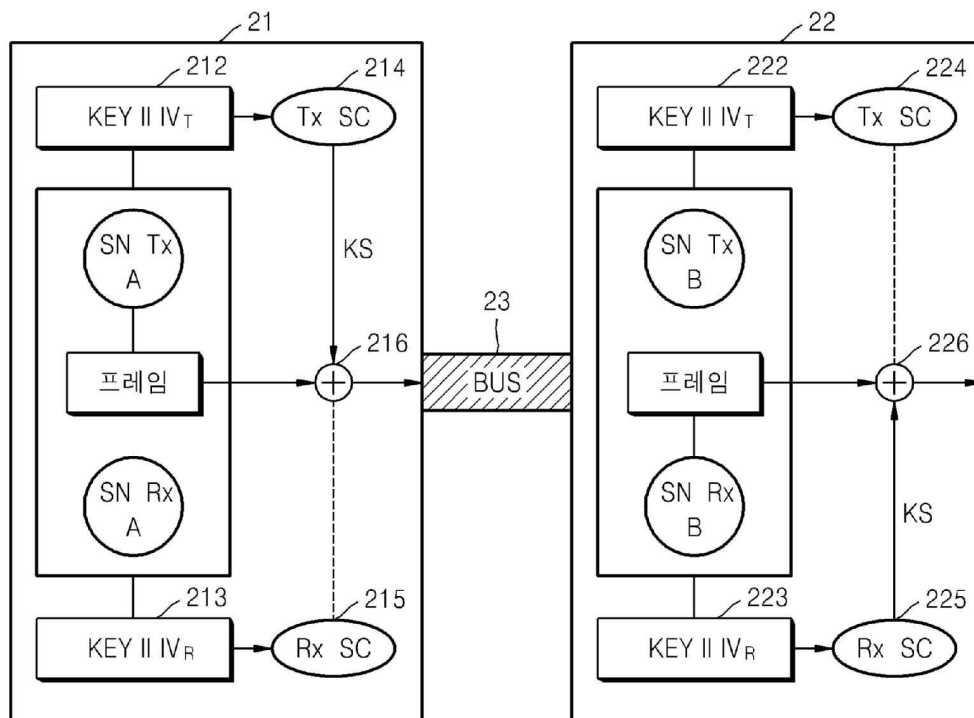 21
22
212
214
222
224
KEY II IVT
Tx SC
KEY II IVT
Tx SC
SN Tx
A
KS
SN Tx
B
23
216
226
프레임
BUS
프레임
SN Rx
A
SN Rx
B
KS
213
215
223
225
KEY II IVR
Rx SC
KEY II IVR
Rx SC